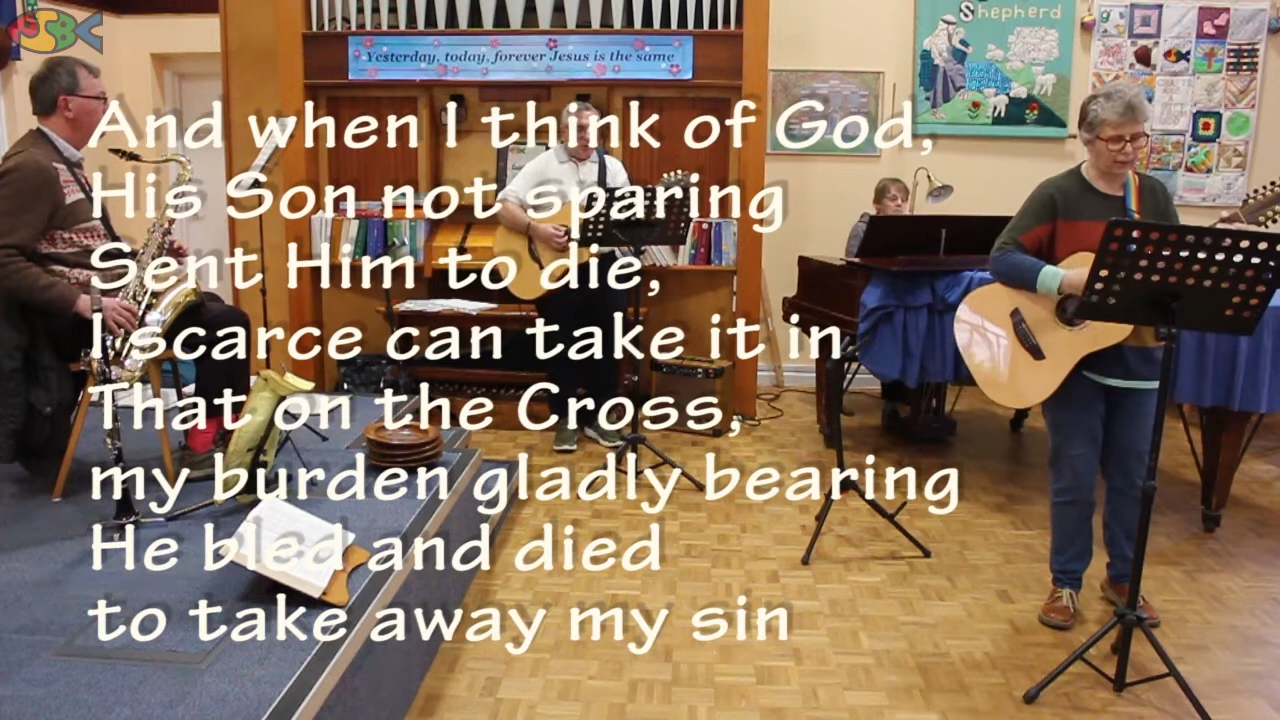 PSBC
Shepherd
Yesterday, today, forever Jesus is the same
And when I think of God,
His Son not sparing
Sent Him to die,
I scarce can take it in
That on the Cross,
my burden gladly bearing
He bled and died
to take away my sin